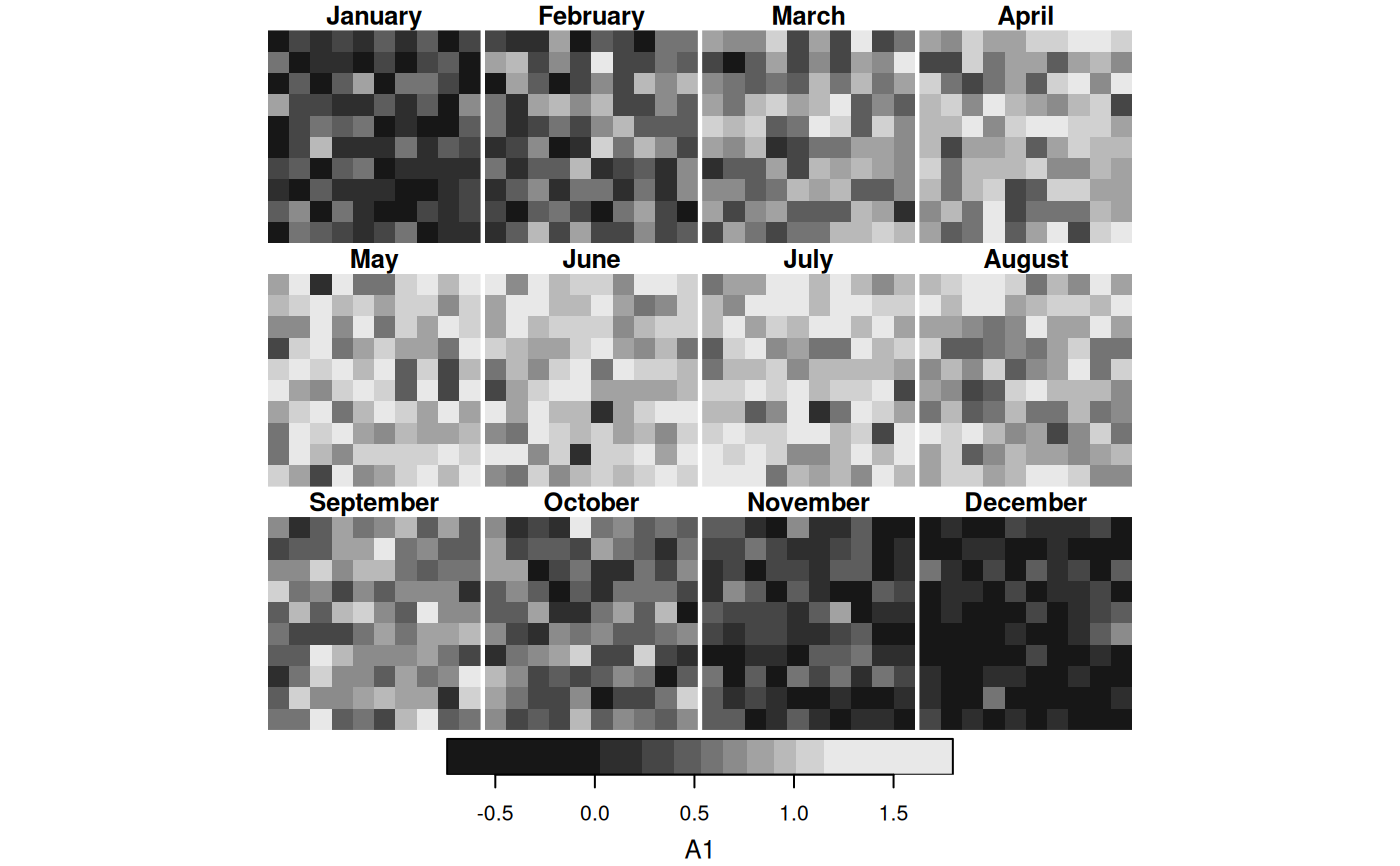 January February March April
May June July August
September October November December
-0.5 0.0 0.5 1.0 1.5
A1